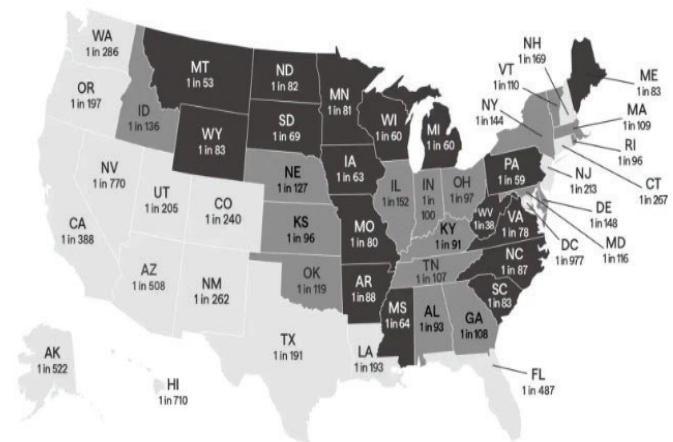 WA
1 in 286
OR
1 in 197
ID
1 in 136
MT
1 in 53
ND
1 in 82
MN
1 in 81
SD
1 in 69
WY
1 in 83
WI
1 in 60
MI
1 in 60
NH
1 in 169
VT
1 in 110
NY
1 in 144
ME
1 in 83
MA
1 in 109
RI
1 in 96
CT
1 in 267
NJ
1 in 213
DE
1 in 148
MD
1 in 116
DC
1 in 977
NV
1 in 770
UT
1 in 205
CO
1 in 240
NE
1 in 127
IA
1 in 63
IL
1 in 152
IN
1 in
100
OH
1 in 97
PA
1 in 59
WV
1 in 38
VA
1 in 78
CA
1 in 388
KS
1 in 96
MO
1 in 80
KY
1 in 91
NC
1 in 87
AZ
1 in 508
NM
1 in 262
OK
1 in 119
AR
1 in 88
TN
1 in 107
SC
1 in 83
MS
1 in 64
AL
1 in 93
GA
1 in 108
TX
1 in 191
LA
1 in 193
FL
1 in 487
AK
1 in 522
HI
1 in 710